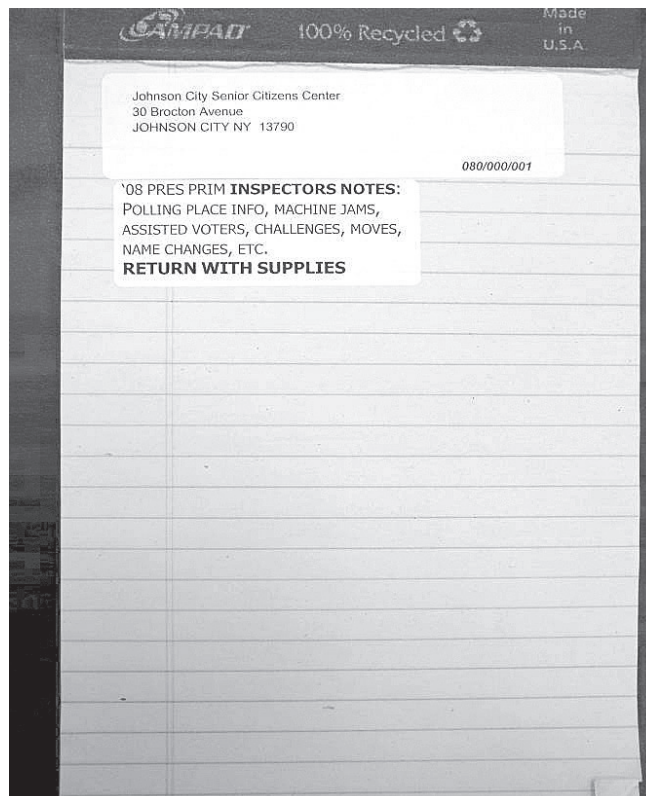 AMPAD 100% Recycled Made
in
U.S.A.
Johnson City Senior Citizens Center
30 Brocton Avenue
JOHNSON CITY NY 13790
080/000/001
'08 PRES PRIM INSPECTORS NOTES:
POLLING PLACE INFO, MACHINE JAMS,
ASSISTED VOTERS, CHALLENGES, MOVES,
NAME CHANGES, ETC.
RETURN WITH SUPPLIES